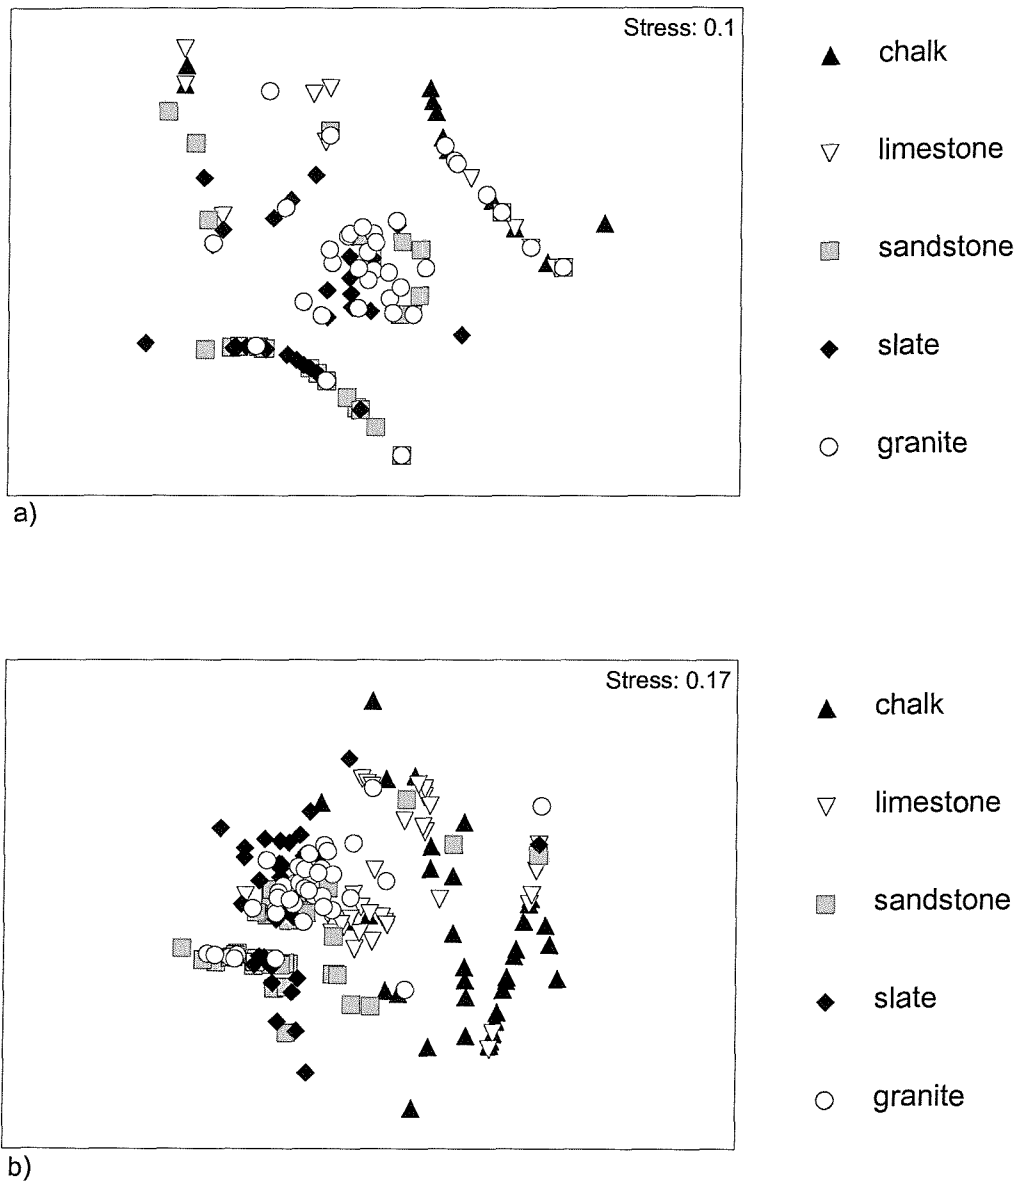 Stress: 0.1
chalk
limestone
sandstone
slate
granite
a)
Stress: 0.17
chalk
limestone
sandstone
slate
granite
b)